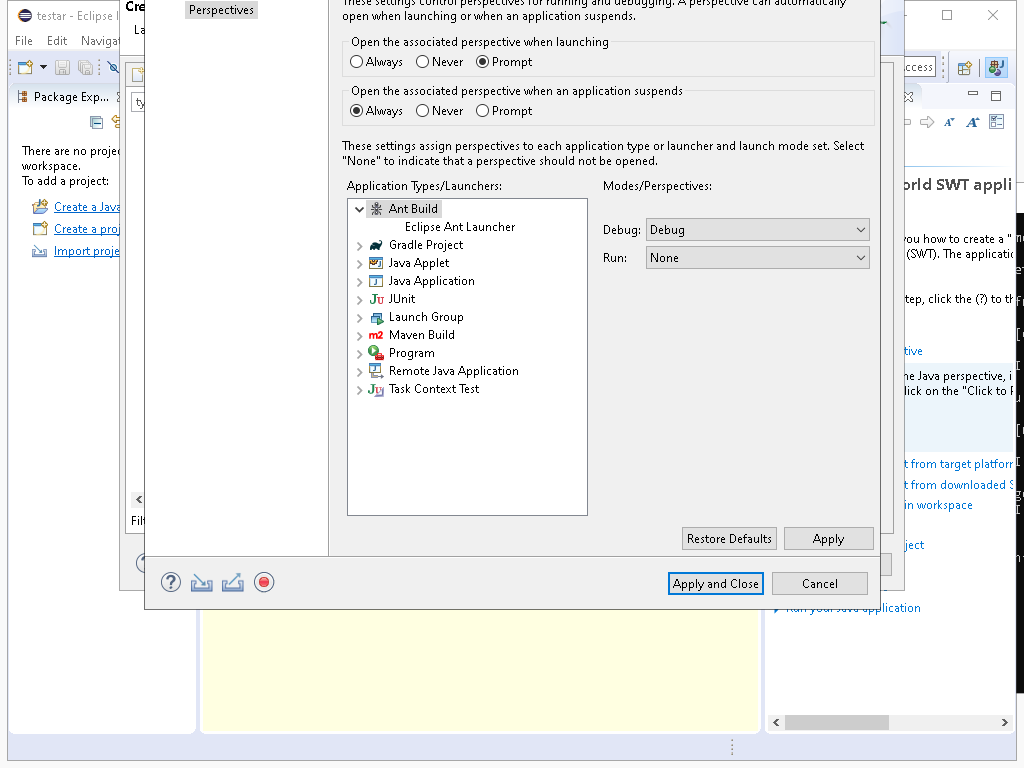 testar - Eclipse I
Cre
File Edit Navigat
La
Perspectives
These settings control perspectives for running and debugging. A perspective can automatically
open when launching or when an application suspends.
Open the associated perspective when launching
Always Never Prompt
Open the associated perspective when an application suspends
Always Never Prompt
These settings assign perspectives to each application type or launcher and launch mode set. Select
"None" to indicate that a perspective should not be opened.
Application Types/Launchers:
Modes/Perspectives:
Ant Build
Eclipse Ant Launcher
Gradle Project
Java Applet
Java Application
JUnit
Launch Group
Maven Build
Program
Remote Java Application
Task Context Test
Debug: Debug
Run: None
Restore Defaults
Apply
Apply and Close
Cancel
Package Exp...
ty
There are no proje
workspace.
To add a project:
Create a Java
Create a proj
Import proje
Filt
ccess
orld SWT appli
you how to create a "
(SWT). The applicatio
tep, click the (?) to th
tive
he Java perspective, i
lick on the "Click to P
t from target platform
t from downloaded S
in workspace
ject
Run your Java application